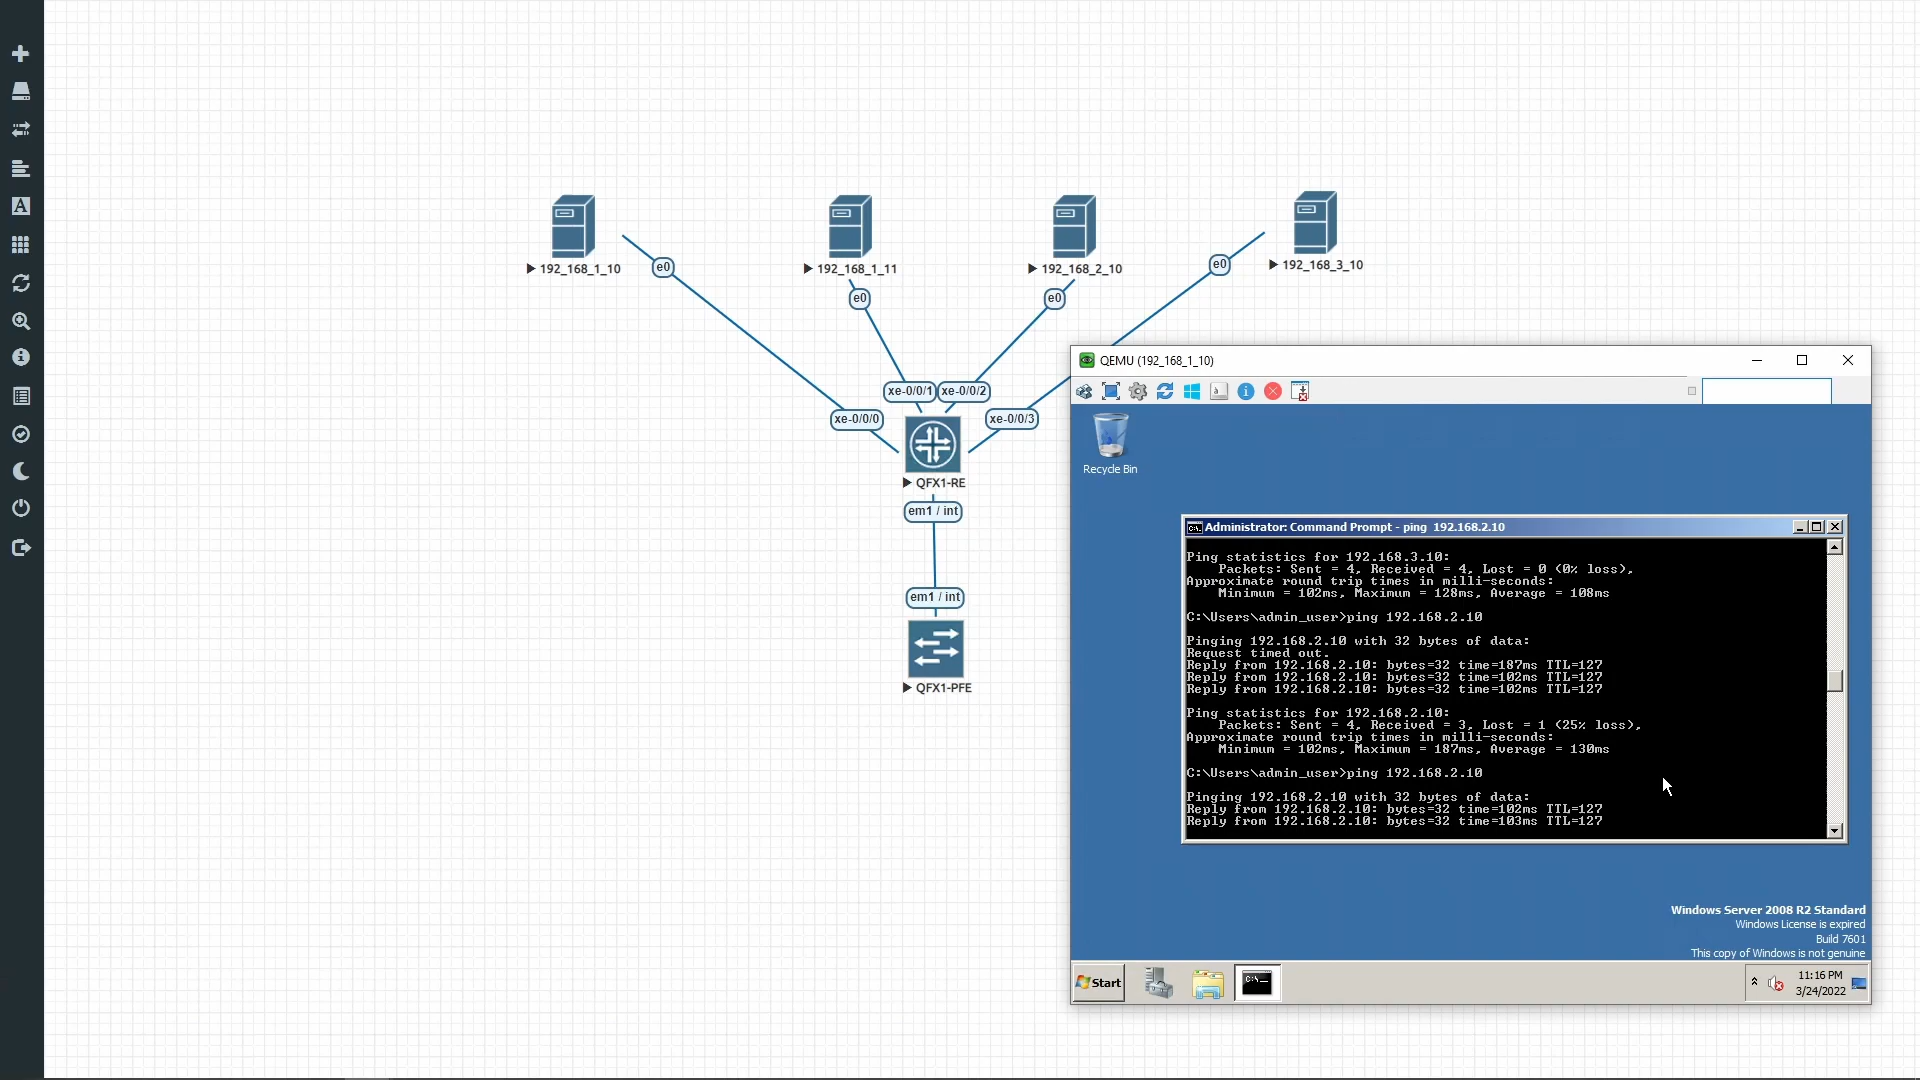 192_168_1_10
192_168_1_11
192_168_2_10
192_168_3_10
e0
e0
e0
e0
xe-0/0/0
xe-0/0/1
xe-0/0/2
xe-0/0/3
QFX1-RE
em1 / int
em1 / int
QFX1-PFE
QEMU (192_168_1_10)
Recycle Bin
Administrator: Command Prompt - ping 192.168.2.10
Ping statistics for 192.168.3.10:
Packets: Sent = 4, Received = 4, Lost = 0 (0% loss),
Approximate round trip times in milli-seconds:
Minimum = 102ms, Maximum = 128ms, Average = 108ms
C:\Users\admin_user>ping 192.168.2.10
Pinging 192.168.2.10 with 32 bytes of data:
Request timed out.
Reply from 192.168.2.10: bytes=32 time=187ms TTL=127
Reply from 192.168.2.10: bytes=32 time=102ms TTL=127
Reply from 192.168.2.10: bytes=32 time=102ms TTL=127
Ping statistics for 192.168.2.10:
Packets: Sent = 4, Received = 3, Lost = 1 (25% loss),
Approximate round trip times in milli-seconds:
Minimum = 102ms, Maximum = 187ms, Average = 130ms
C:\Users\admin_user>ping 192.168.2.10
Pinging 192.168.2.10 with 32 bytes of data:
Reply from 192.168.2.10: bytes=32 time=102ms TTL=127
Reply from 192.168.2.10: bytes=32 time=103ms TTL=127
Windows Server 2008 R2 Standard
Windows License is expired
Build 7601
This copy of Windows is not genuine
Start
11:16 PM
3/24/2022